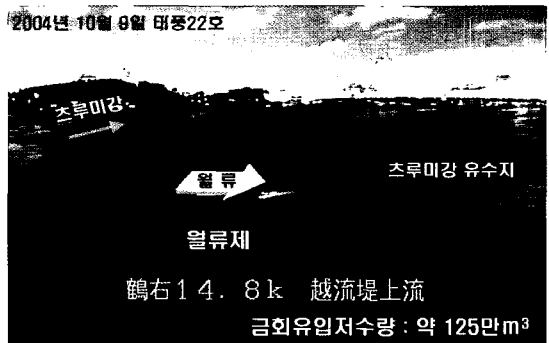 2004년 10월 9일 태풍22호
츠루미강
월류
츠루미강 유수지
월류제
鶴右14.8k 越流堤上流
금회유입저수량 : 약 125만m³